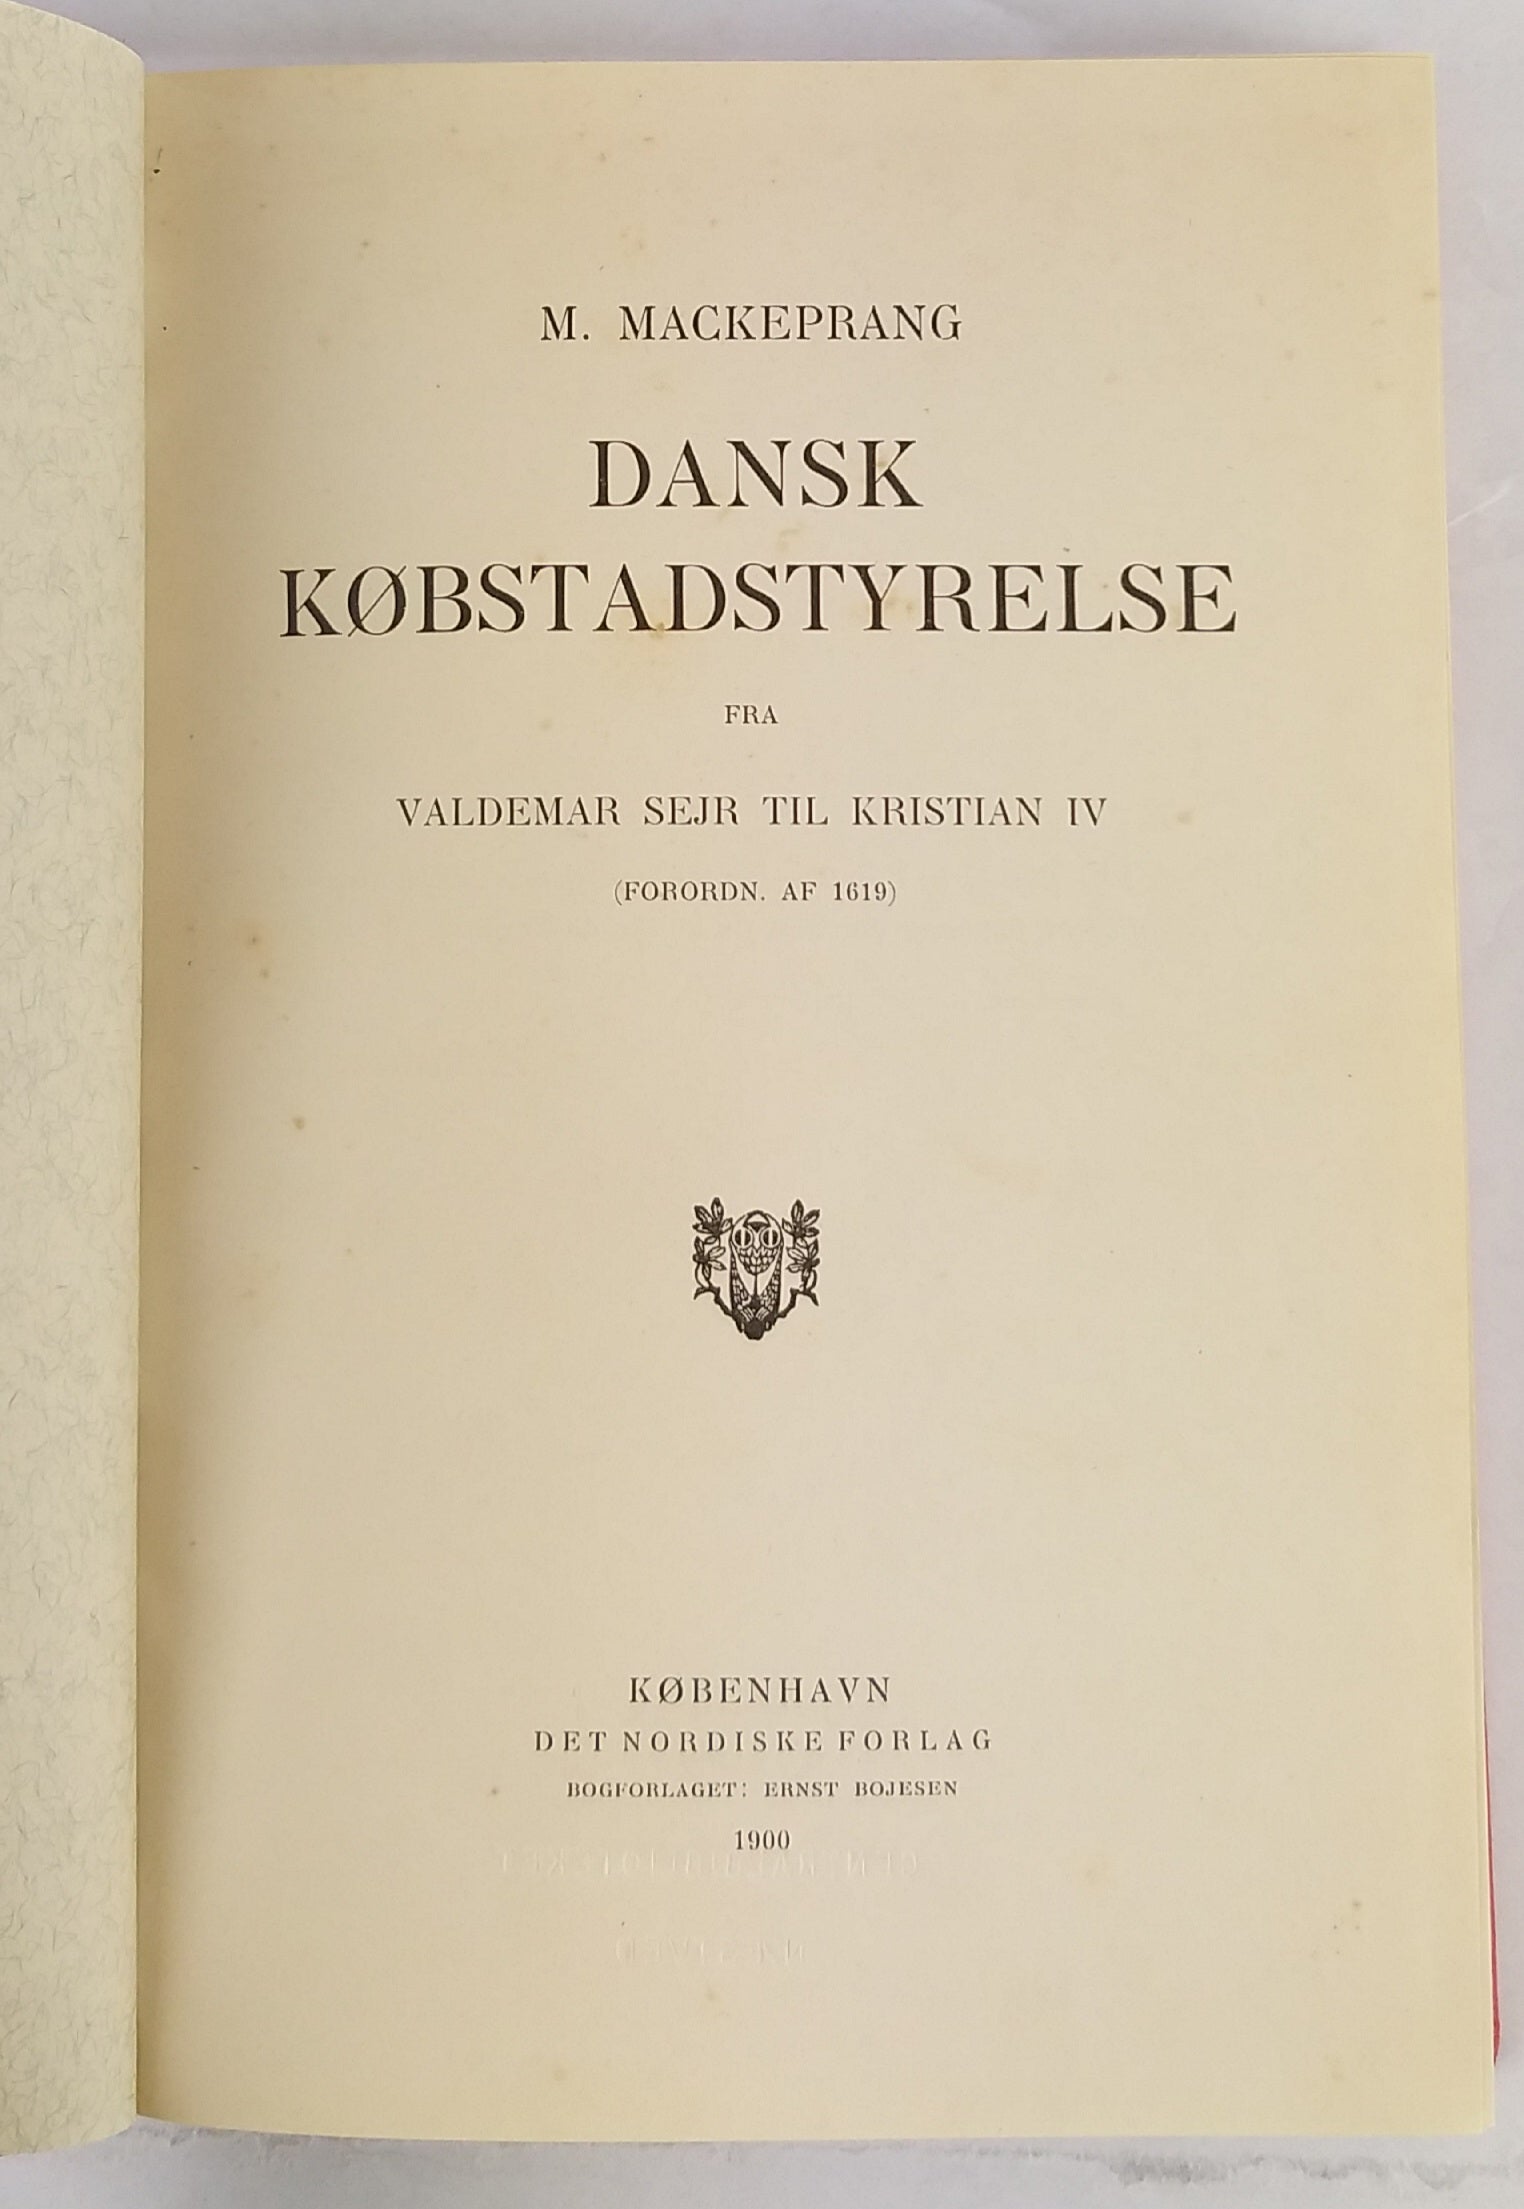 M. MACKEPRANG
DANSK
KØBSTADSTYRELSE
FRA
VALDEMAR SEJR TIL KRISTIAN IV
(FORORDN. AF 1619)
KØBENHAVN
DET NORDISKE FORLAG
BOGFORLAGET: ERNST BOJESEN
1900